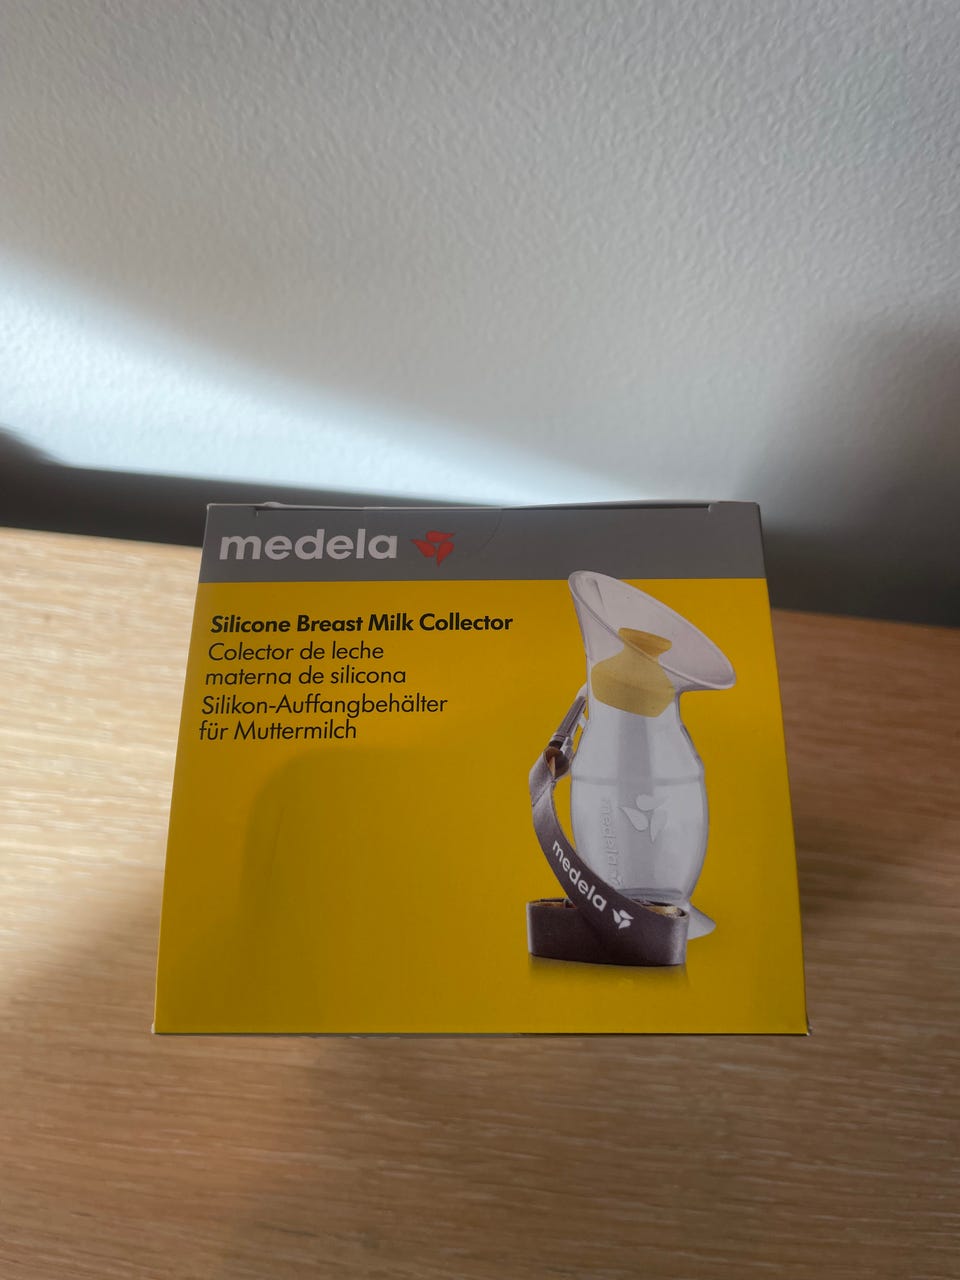 medela
Silicone Breast Milk Collector
Colector de leche
materna de silicona
Silikon-Auffangbehälter
für Muttermilch
medela
medela